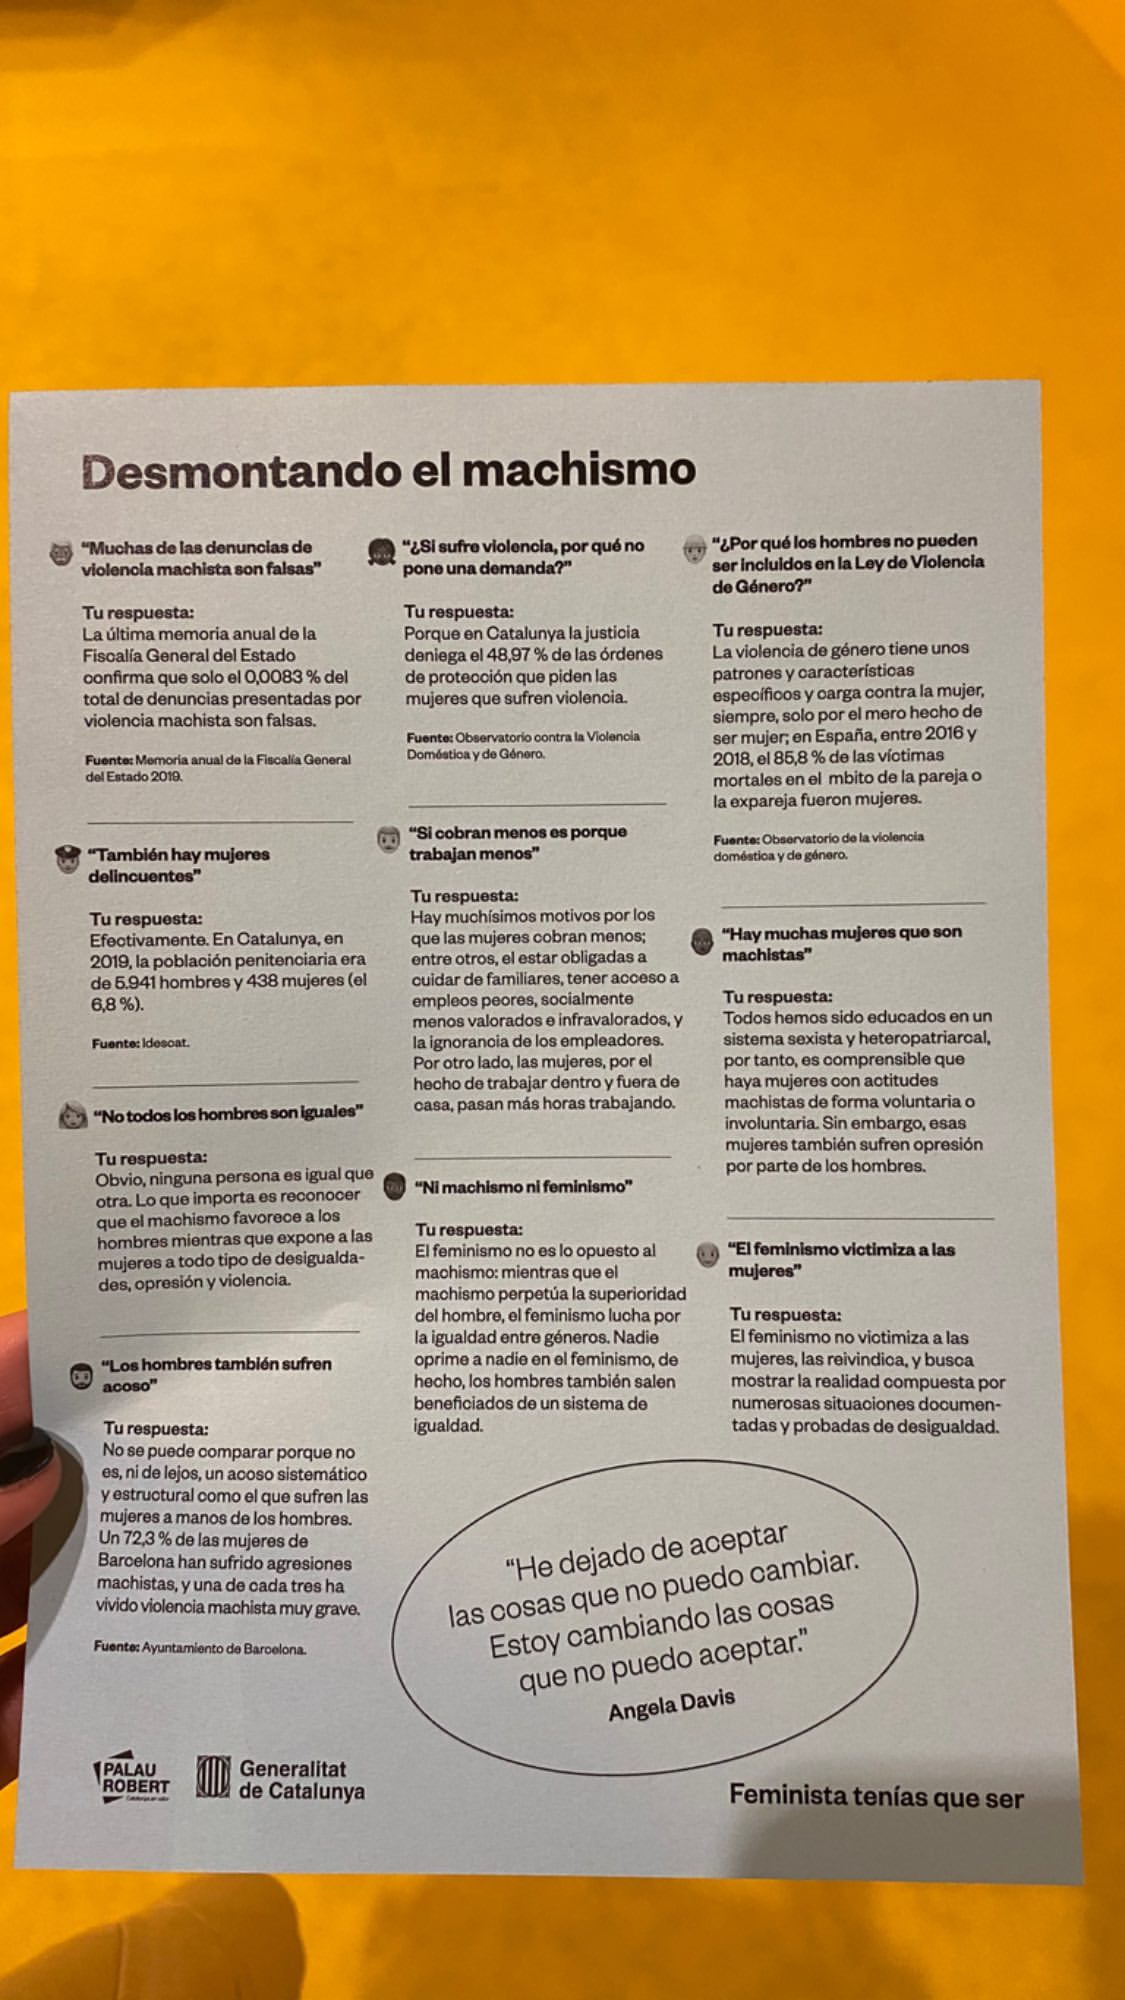 Desmontando el machismo
“Muchas de las denuncias de
violencia machista son falsas”
Tu respuesta:
La última memoria anual de la
Fiscalía General del Estado
confirma que solo el 0,0083 % del
total de denuncias presentadas por
violencia machista son falsas.
Fuente: Memoria anual de la Fiscalía General
del Estado 2019.
“También hay mujeres
delincuentes”
Tu respuesta:
Efectivamente. En Catalunya, en
2019, la población penitenciaria era
de 5.941 hombres y 438 mujeres (el
6,8 %).
Fuente: Idescat.
“No todos los hombres son iguales”
Tu respuesta:
Obvio, ninguna persona es igual que
otra. Lo que importa es reconocer
que el machismo favorece a los
hombres mientras que expone a las
mujeres a todo tipo de desigualda-
des, opresión y violencia.
“Los hombres también sufren
acoso”
Tu respuesta:
No se puede comparar porque no
es, ni de lejos, un acoso sistemático
y estructural como el que sufren las
mujeres a manos de los hombres.
Un 72,3 % de las mujeres de
Barcelona han sufrido agresiones
machistas, y una de cada tres ha
vivido violencia machista muy grave.
Fuente: Ayuntamiento de Barcelona.
“¿Si sufre violencia, por qué no
pone una demanda?”
Tu respuesta:
Porque en Catalunya la justicia
deniega el 48,97 % de las órdenes
de protección que piden las
mujeres que sufren violencia.
Fuente: Observatorio contra la Violencia
Doméstica y de Género.
“Si cobran menos es porque
trabajan menos”
Tu respuesta:
Hay muchísimos motivos por los
que las mujeres cobran menos;
entre otros, el estar obligadas a
cuidar de familiares, tener acceso a
empleos peores, socialmente
menos valorados e infravalorados, y
la ignorancia de los empleadores.
Por otro lado, las mujeres, por el
hecho de trabajar dentro y fuera de
casa, pasan más horas trabajando.
“Ni machismo ni feminismo”
Tu respuesta:
El feminismo no es lo opuesto al
machismo: mientras que el
machismo perpetúa la superioridad
del hombre, el feminismo lucha por
la igualdad entre géneros. Nadie
oprime a nadie en el feminismo, de
hecho, los hombres también salen
beneficiados de un sistema de
igualdad.
“¿Por qué los hombres no pueden
ser incluidos en la Ley de Violencia
de Género?”
Tu respuesta:
La violencia de género tiene unos
patrones y características
específicos y carga contra la mujer,
siempre, solo por el mero hecho de
ser mujer; en España, entre 2016 y
2018, el 85,8 % de las víctimas
mortales en el mbito de la pareja o
la expareja fueron mujeres.
Fuente: Observatorio de la violencia
doméstica y de género.
“Hay muchas mujeres que son
machistas”
Tu respuesta:
Todos hemos sido educados en un
sistema sexista y heteropatriarcal,
por tanto, es comprensible que
haya mujeres con actitudes
machistas de forma voluntaria o
involuntaria. Sin embargo, esas
mujeres también sufren opresión
por parte de los hombres.
“El feminismo victimiza a las
mujeres”
Tu respuesta:
El feminismo no victimiza a las
mujeres, las reivindica, y busca
mostrar la realidad compuesta por
numerosas situaciones documen-
tadas y probadas de desigualdad.
“He dejado de aceptar
las cosas que no puedo cambiar.
Estoy cambiando las cosas
que no puedo aceptar.”
Angela Davis
PALAU
ROBERT
Generalitat
de Catalunya
Feminista tenías que ser